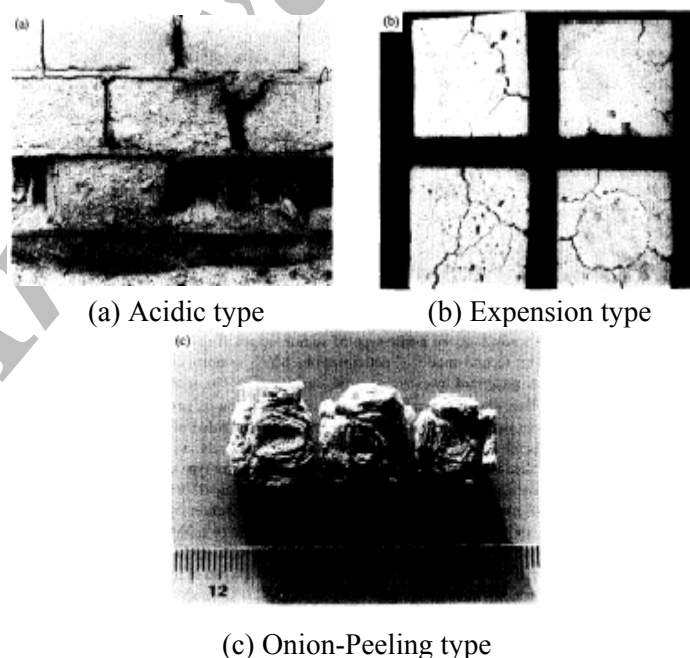 (a)
(b)
(a) Acidic type
(b) Expension type
(c)
12
(c) Onion-Peeling type